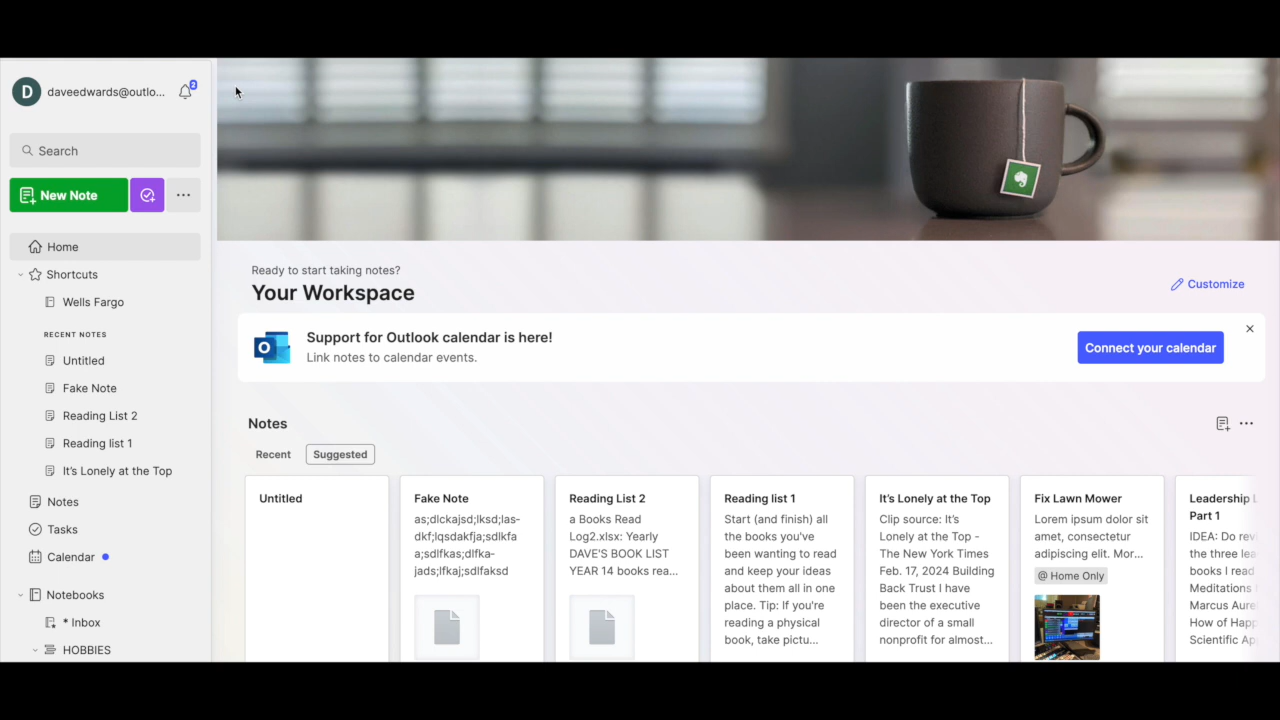 D
daveedwards@outlo...
2
Search
New Note
Home
Shortcuts
Wells Fargo
RECENT NOTES
Untitled
Fake Note
Reading List 2
Reading list 1
It's Lonely at the Top
Notes
Tasks
Calendar
Notebooks
* Inbox
HOBBIES
Ready to start taking notes?
Your Workspace
Customize
O
Support for Outlook calendar is here!
Link notes to calendar events.
Connect your calendar
Notes
Recent
Suggested
Untitled
Fake Note
as;dlckajsd;lksd;las-
dkf;lqsdakfja;sdlkfa
a;sdlfkas;dlfka-
jads;lfkaj;sdlfaksd
Reading List 2
a Books Read
Log2.xlsx: Yearly
DAVE'S BOOK LIST
YEAR 14 books rea...
Reading list 1
Start (and finish) all
the books you've
been wanting to read
and keep your ideas
about them all in one
place. Tip: If you're
reading a physical
book, take pictu...
It's Lonely at the Top
Clip source: It's
Lonely at the Top -
The New York Times
Feb. 17, 2024 Building
Back Trust I have
been the executive
director of a small
nonprofit for almost...
Fix Lawn Mower
Lorem ipsum dolor sit
amet, consectetur
adipiscing elit. Mor...
@ Home Only
Leadership L
Part 1
IDEA: Do revi
the three lea
books I read
Meditations
Marcus Aure
How of Happ
Scientific Ap